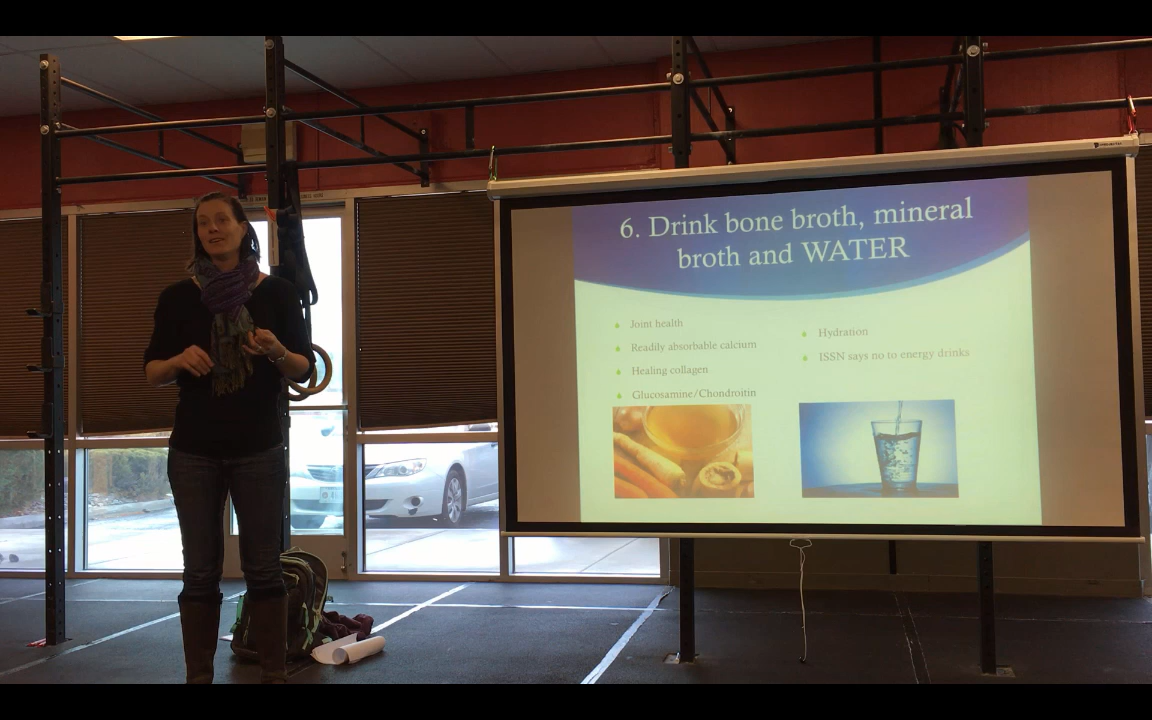 6. Drink bone broth, mineral
broth and WATER
Joint health
Readily absorbable calcium
Healing collagen
Glucosamine/Chondroitin
Hydration
ISSN says no to energy drinks